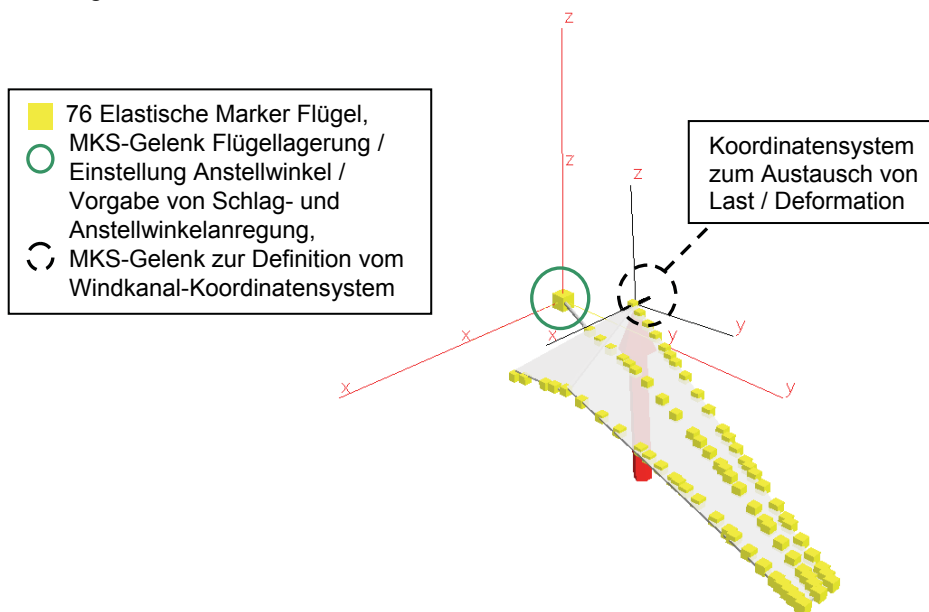 76 Elastische Marker Flügel,
MKS-Gelenk Flügellagerung /
Einstellung Anstellwinkel /
Vorgabe von Schlag- und
Anstellwinkelanregung,
MKS-Gelenk zur Definition vom
Windkanal-Koordinatensystem
Koordinatensystem
zum Austausch von
Last / Deformation
z
z
z
x
x
x
y
y
y